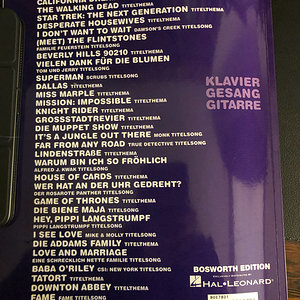 THE WALKING DEAD TITELTHEMA
STAR TREK: THE NEXT GENERATION TITELTHEMA
DESPERATE HOUSEWIVES TITELTHEMA
I DON'T WANT TO WAIT DAWSON'S CREEK TITELSONG
(MEET) THE FLINTSTONES
FAMILIE FEUERSTEIN TITELSONG
BEVERLY HILLS 90210 TITELTHEMA
VIELEN DANK FÜR DIE BLUMEN
TOM UND JERRY TITELSONG
SUPERMAN SCRUBS TITELSONG
DALLAS TITELTHEMA
MISS MARPLE TITELTHEMA
MISSION: IMPOSSIBLE TITELTHEMA
KNIGHT RIDER TITELTHEMA
GROSSSTADTREVIER TITELTHEMA
DIE MUPPET SHOW TITELTHEMA
IT'S A JUNGLE OUT THERE MONK TITELSONG
FAR FROM ANY ROAD TRUE DETECTIVE TITELSONG
LINDENSTRAßE TITELTHEMA
WARUM BIN ICH SO FRÖHLICH
ALFRED J. KWAK TITELSONG
HOUSE OF CARDS TITELTHEMA
WER HAT AN DER UHR GEDREHT?
DER ROSAROTE PANTHER TITELSONG
GAME OF THRONES TITELTHEMA
DIE BIENE MAJA TITELSONG
HEY, PIPPI LANGSTRUMPF
PIPPI LANGSTRUMPF TITELSONG
I SEE LOVE MIKE & MOLLY TITELSONG
DIE ADDAMS FAMILY TITELTHEMA
LOVE AND MARRIAGE
EINE SCHRECKLICH NETTE FAMILIE TITELSONG
BABA O'RILEY CSI: NEW YORK TITELSONG
TATORT TITELTHEMA
DOWNTON ABBEY TITELTHEMA
FAME FAME TITELSONG
KLAVIER
GESANG
GITARRE
BOSWORTH EDITION
HAL•LEONARD